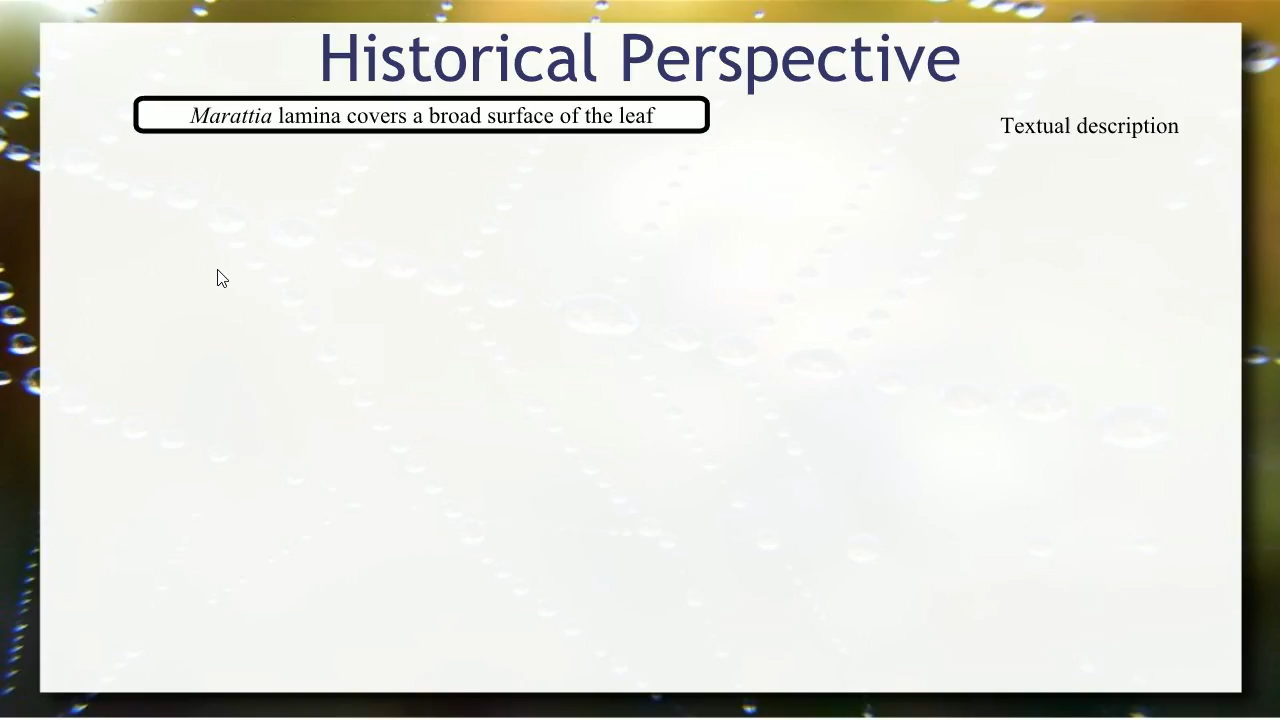 Historical Perspective
Marattia lamina covers a broad surface of the leaf
Textual description